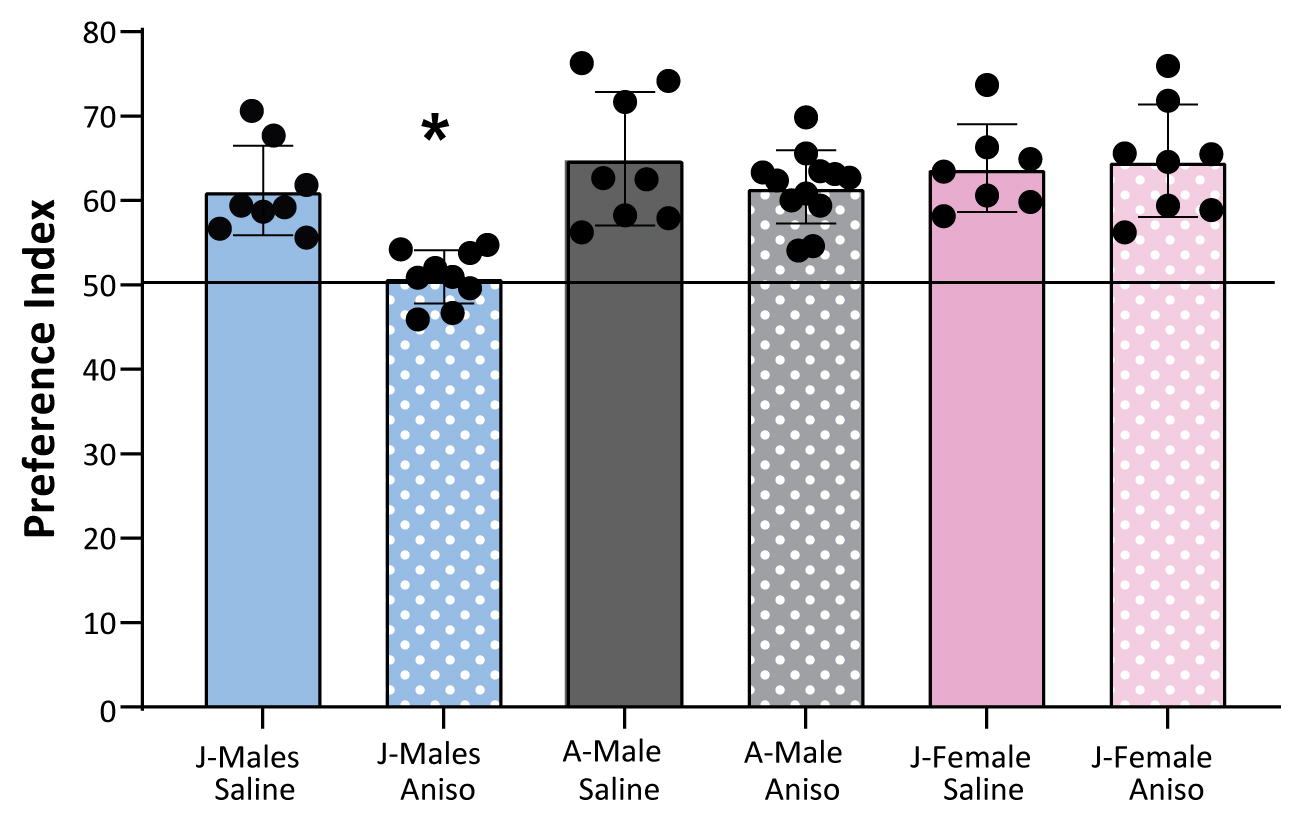 80
70
60
50
40
30
20
10
0
Preference Index
*
J-Males
Saline
J-Males
Aniso
A-Male
Saline
A-Male
Aniso
J-Female
Saline
J-Female
Aniso